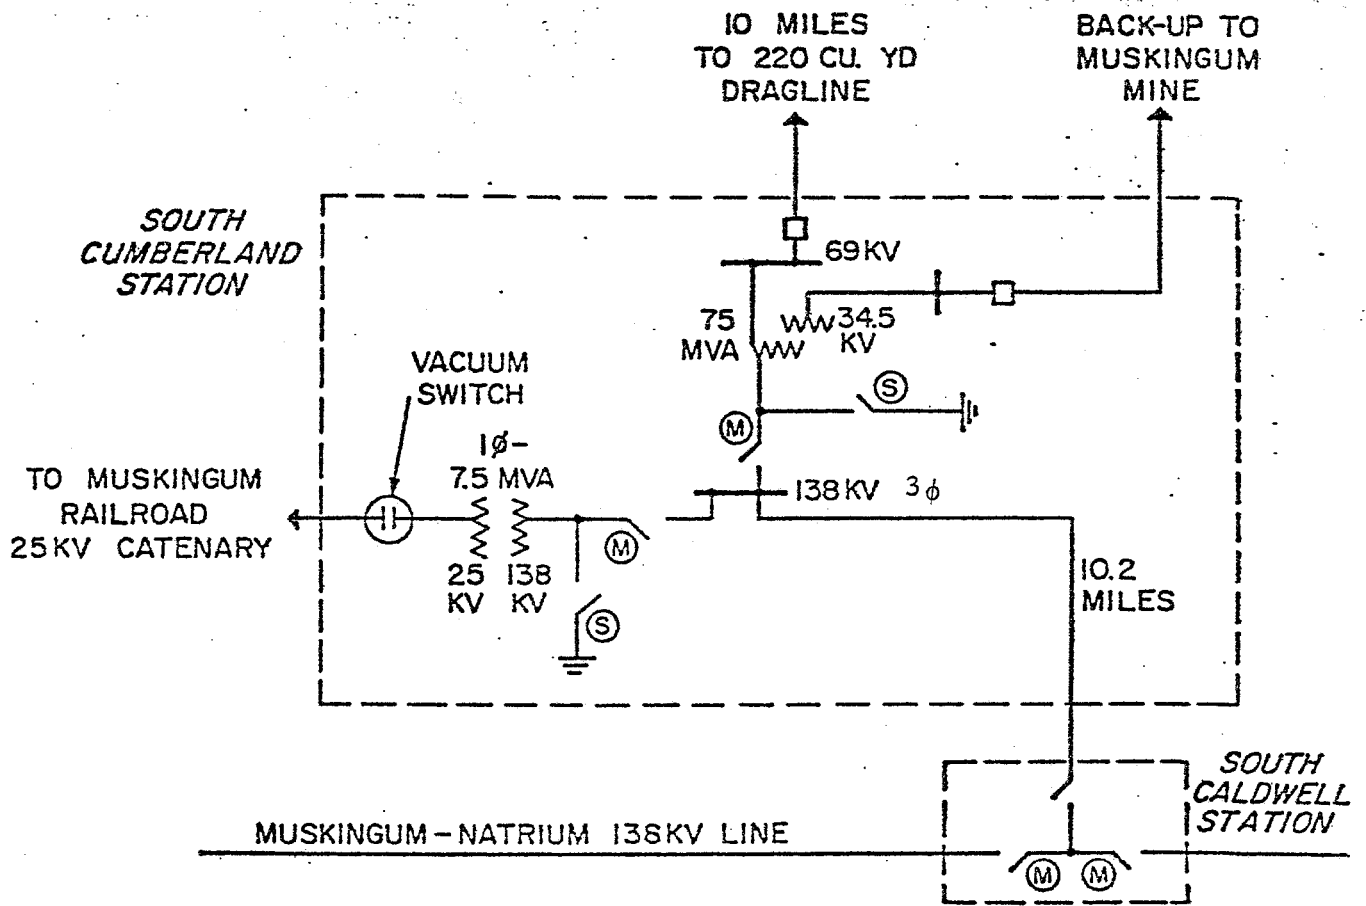 10 MILES
TO 220 CU. YD
DRAGLINE
BACK-UP TO
MUSKINGUM
MINE
SOUTH
CUMBERLAND
STATION
69KV
75
MVA
34.5
KV
VACUUM
SWITCH
S
M
1ø-
7.5 MVA
TO MUSKINGUM
RAILROAD
25KV CATENARY
138KV 3ϕ
M
25
KV
138
KV
S
10.2
MILES
SOUTH
CALDWELL
STATION
MUSKINGUM-NATRIUM 138KV LINE
M
M